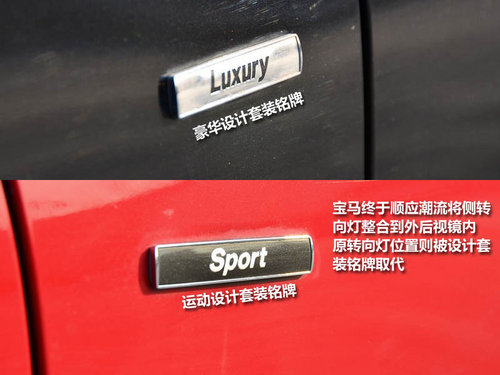 Luxury
豪华设计套装铭牌
宝马终于顺应潮流将侧转
向灯整合到外后视镜内
原转向灯位置则被设计套
装铭牌取代
Sport
运动设计套装铭牌